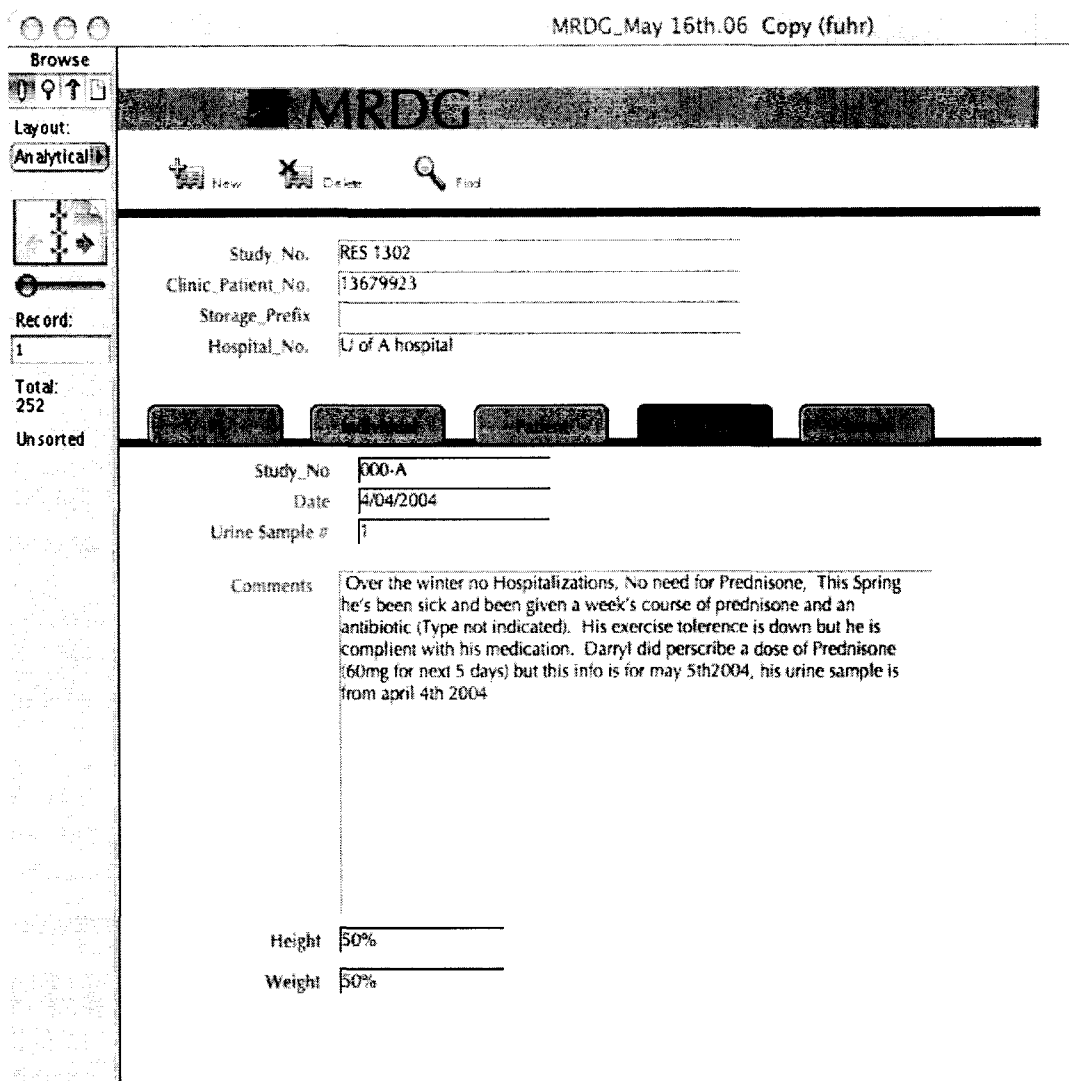 MRDG_May 16th.06 Copy (fuhr)
Browse
Layout:
Analytical
Record:
1
Total:
252
Unsorted
MRDG
New
Delete
Find
Study_No. RES 1302
Clinic_Patient_No. 13679923
Storage_Prefix
Hospital_No. U of A hospital
Study_No 000-A
Date 4/04/2004
Urine Sample # 1
Comments Over the winter no Hospitalizations, No need for Prednisone, This Spring
he's been sick and been given a week's course of prednisone and an
antibiotic (Type not indicated). His exercise tolerence is down but he is
complient with his medication. Darryl did perscribe a dose of Prednisone
(60mg for next 5 days) but this info is for may 5th2004, his urine sample is
from april 4th 2004
Height 50%
Weight 50%